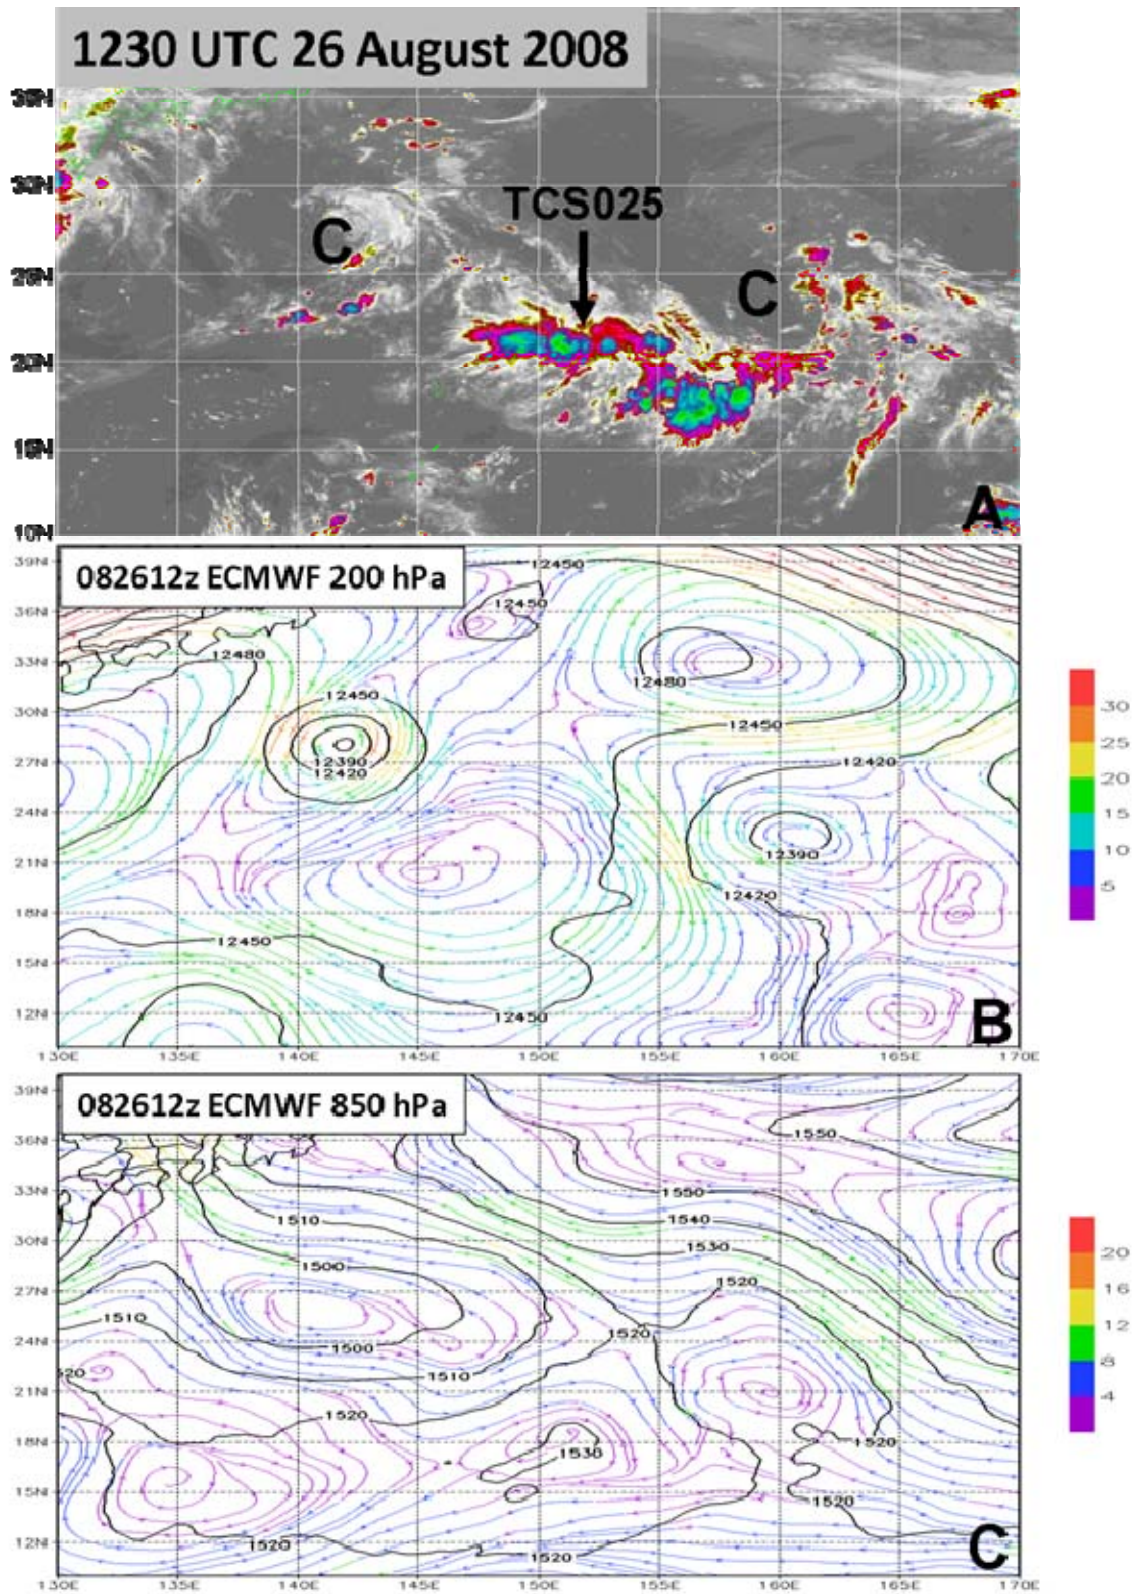 1230 UTC 26 August 2008
35N
30N
TCS025
C
25N
C
20N
15N
A
10N
082612z ECMWF 200 hPa
39N
12450
36N
12450
33N
12480
12480
12450
30N
12450
27N
12390
12420
12420
24N
21N
12390
18N
12420
12450
15N
12N
12450
B
130E 135E 140E 145E 150E 155E 160E 165E 170E
30
25
20
15
10
5
082612z ECMWF 850 hPa
39N
36N
1550
33N
1550
1510
1540
30N
1530
1500
27N
1520
1510
24N
1520
1500
1510
21N
1520
18N
1530
1520
15N
1520
12N
1520
1520
C
130E 135E 140E 145E 150E 155E 160E 165E 170E
20
16
12
8
4